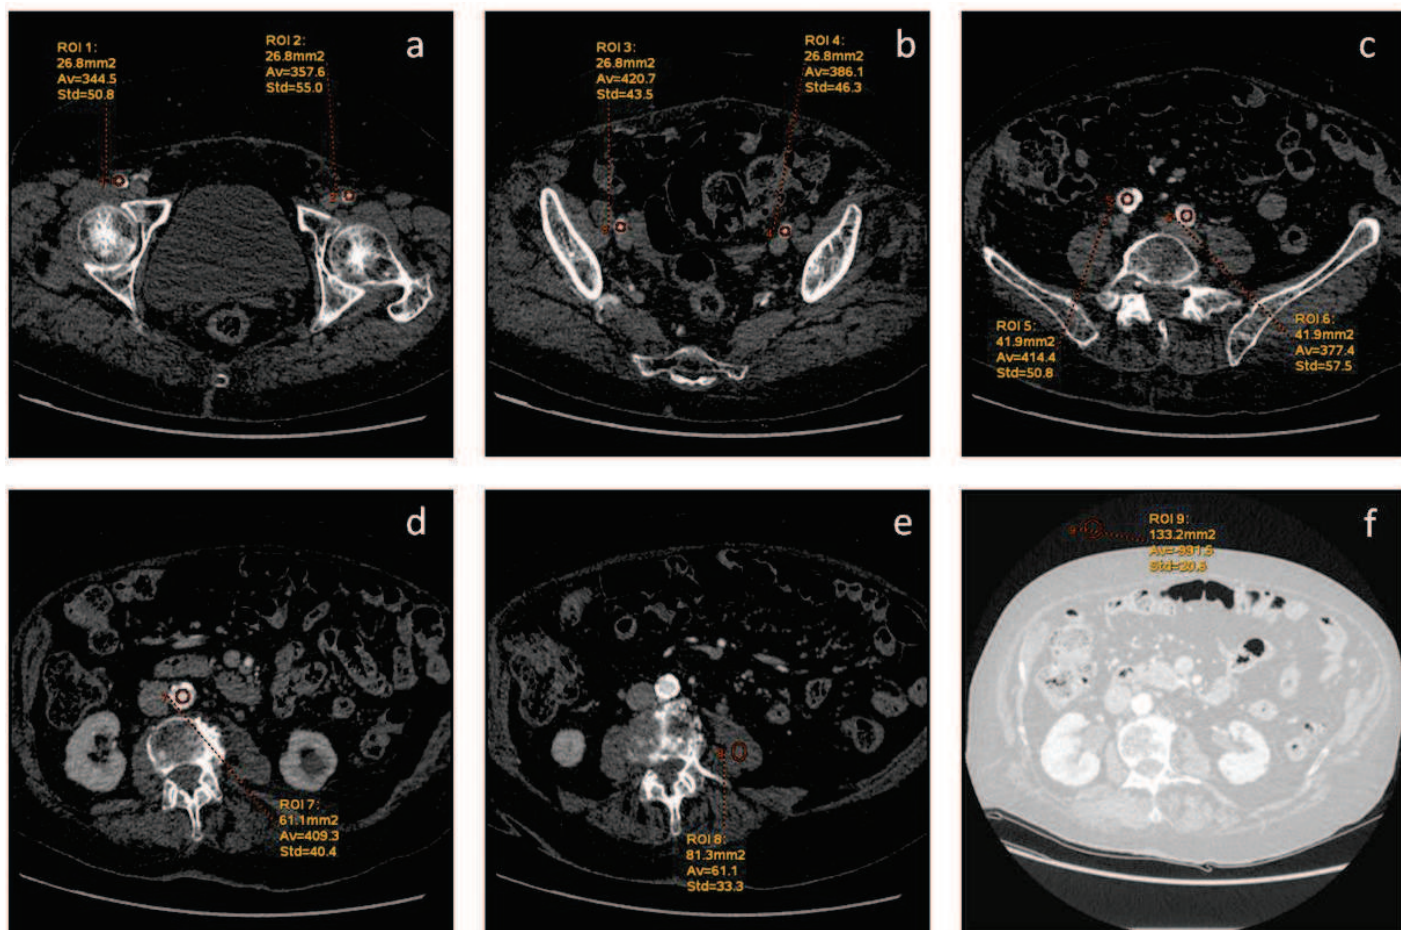 a
ROI 1:
26.8mm2
Av=344.5
Std=50.8
ROI 2:
26.8mm2
Av=357.6
Std=55.0
b
ROI 3:
26.8mm2
Av=420.7
Std=43.5
ROI 4:
26.8mm2
Av=386.1
Std=46.3
c
ROI 5:
41.9mm2
Av=414.4
Std=50.8
ROI 6:
41.9mm2
Av=377.4
Std=57.5
d
ROI 7:
61.1mm2
Av=409.3
Std=40.4
e
ROI 8:
81.3mm2
Av=61.1
Std=33.3
f
ROI 9:
133.2mm2
Std=20.6